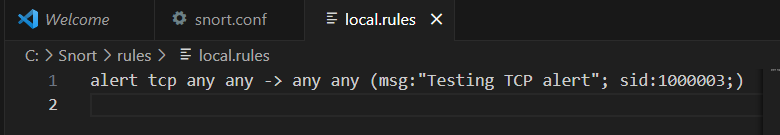 Welcome snort.conf local.rules
C: > Snort > rules > local.rules
1 alert tcp any any -> any any (msg:"Testing TCP alert"; sid:1000003;)
2